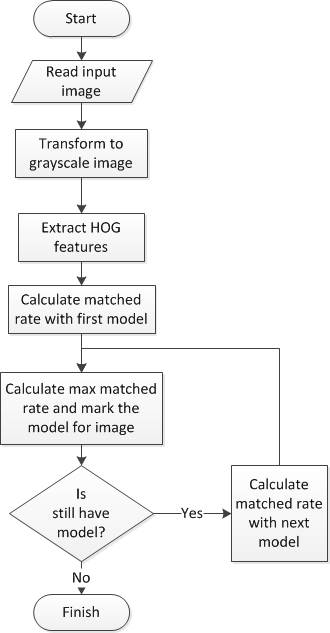 Start
Read input
image
Transform to
grayscale image
Extract HOG
features
Calculate matched
rate with first model
Calculate max matched
rate and mark the
model for image
Is
still have
model?
Yes
Calculate
matched rate
with next
model
No
Finish